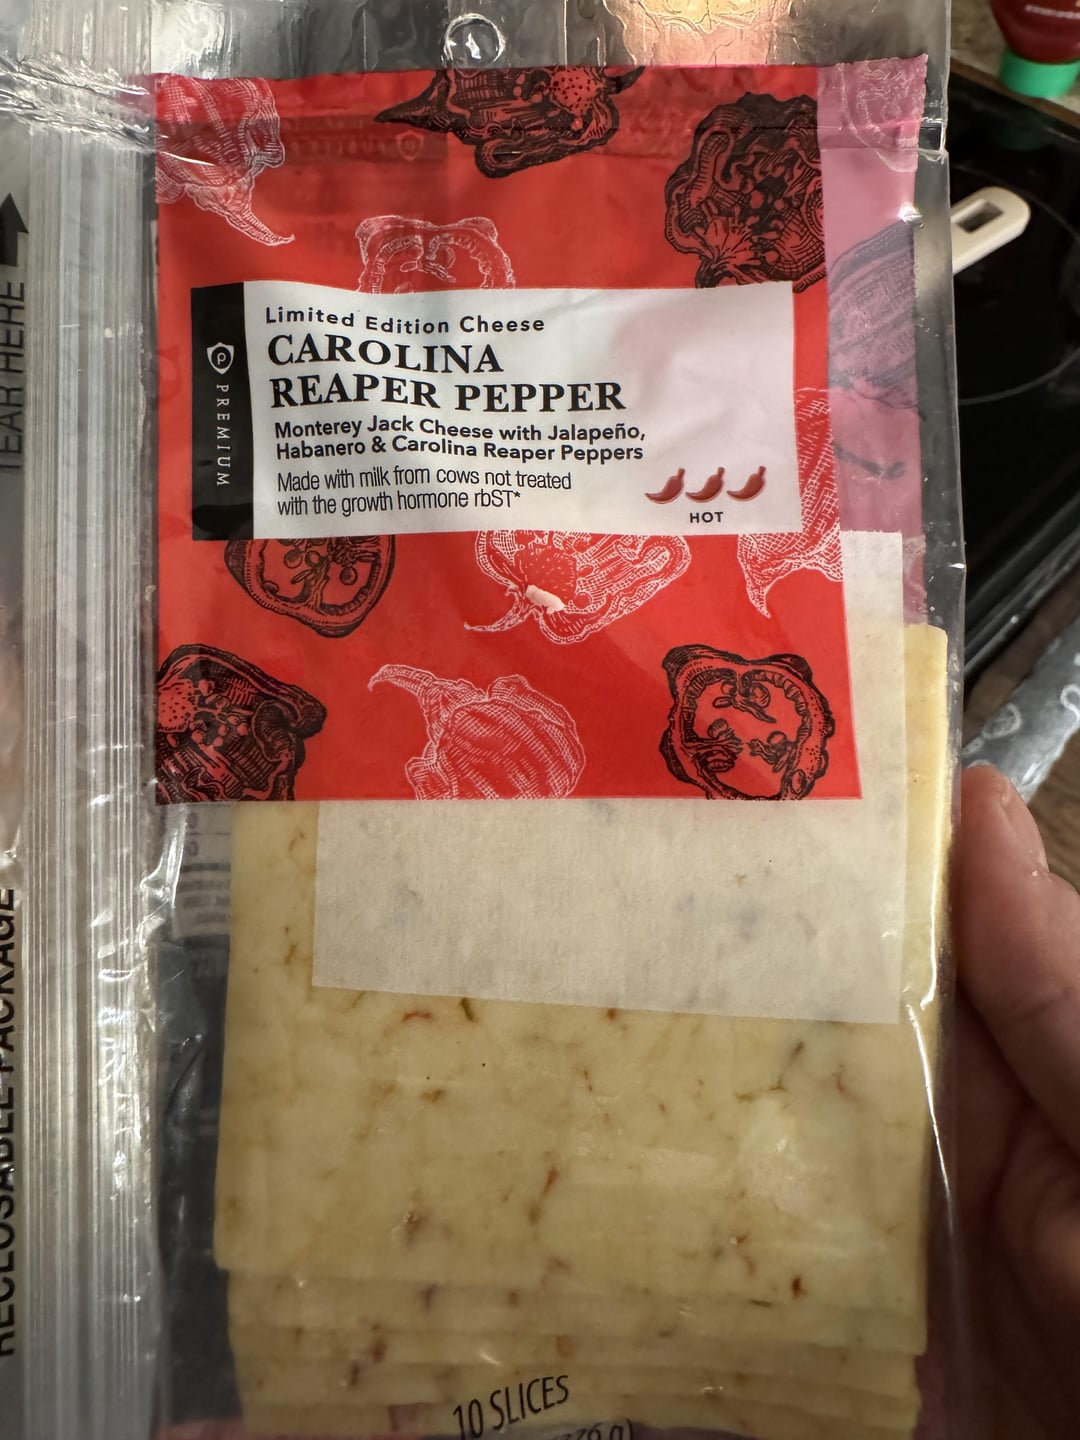 Limited Edition Cheese
CAROLINA
REAPER PEPPER
Monterey Jack Cheese with Jalapeño,
Habanero & Carolina Reaper Peppers
Made with milk from cows not treated
with the growth hormone rbST*
HOT
P PREMIUM
TEAR HERE
RECLOSABLE PACKAGE
10 SLICES